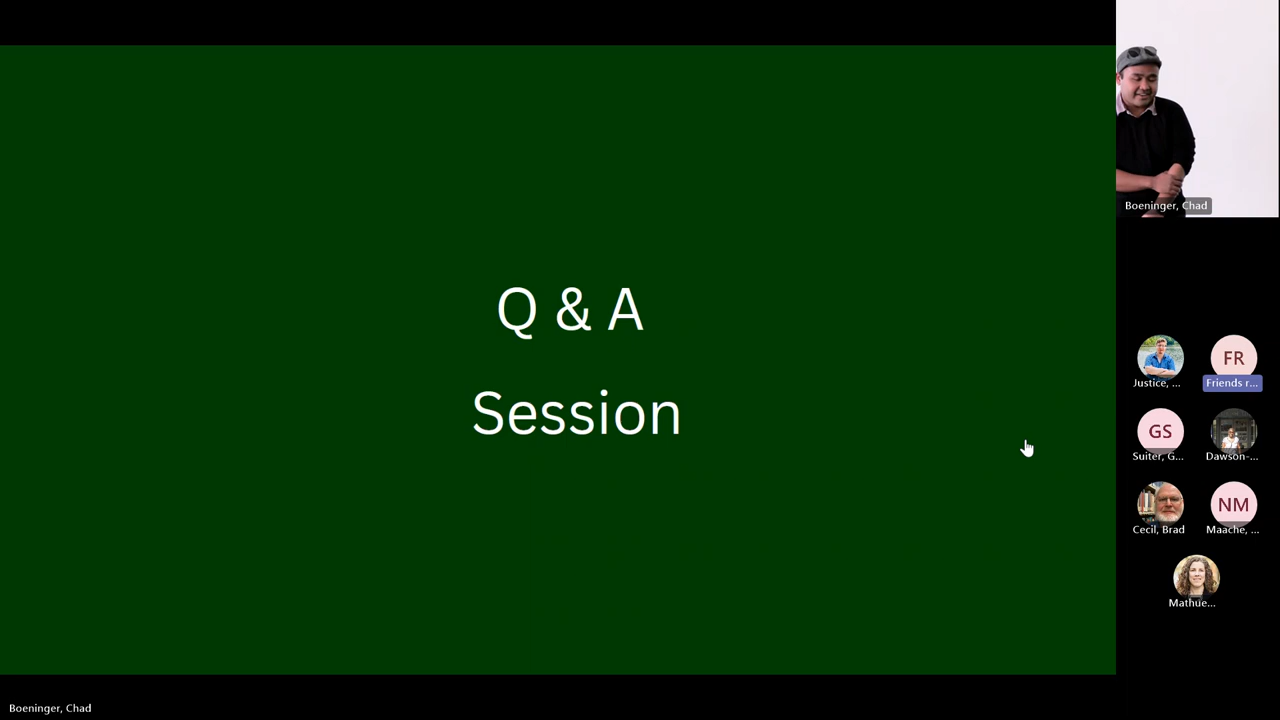 Q & A
Session
Boeninger, Chad
Justice, ...
FR
Friends r...
GS
Suiter, G...
Dawson-...
Cecil, Brad
NM
Maache, ...
Mathue...
Boeninger, Chad